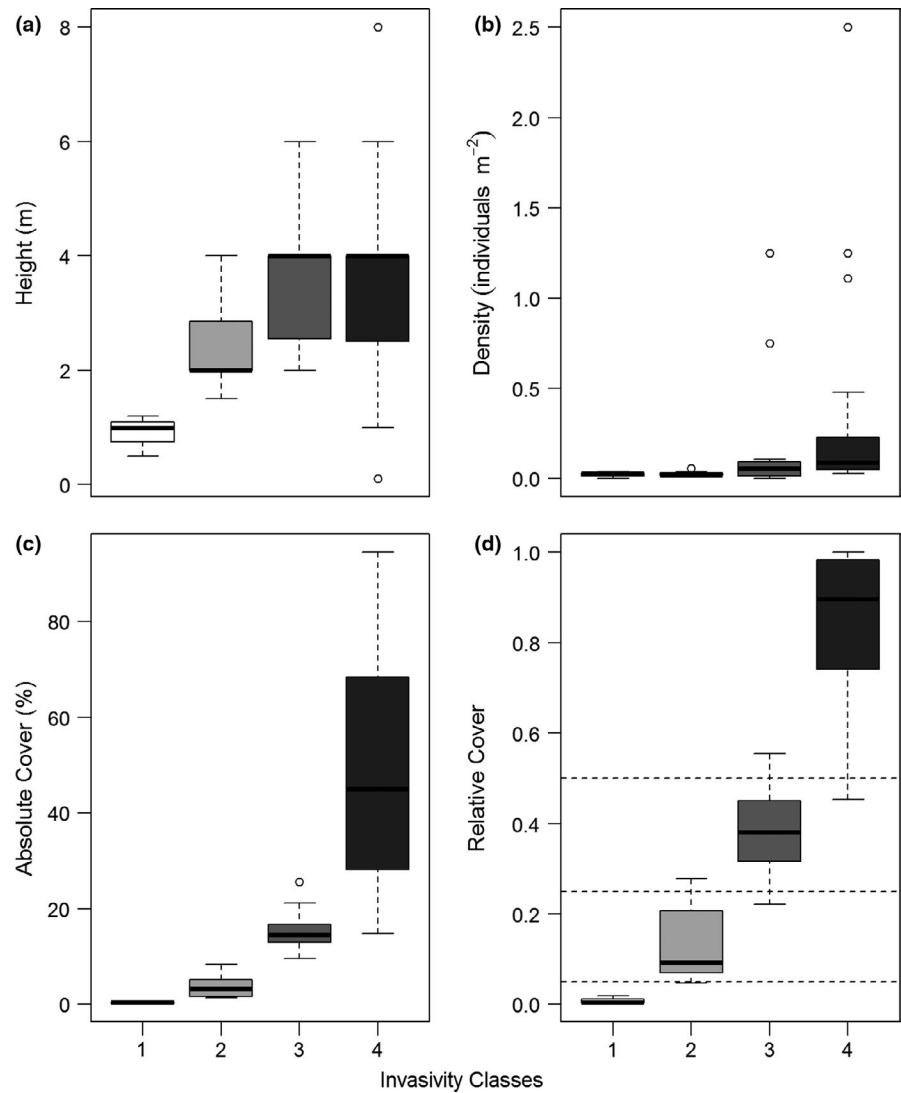 (a)
8
6
4
2
0
Height (m)
(b)
2.5
2.0
1.5
1.0
0.5
0.0
Density (individuals m⁻²)
(c)
80
60
40
20
0
Absolute Cover (%)
1 2 3 4
(d)
1.0
0.8
0.6
0.4
0.2
0.0
Relative Cover
1 2 3 4
Invasivity Classes